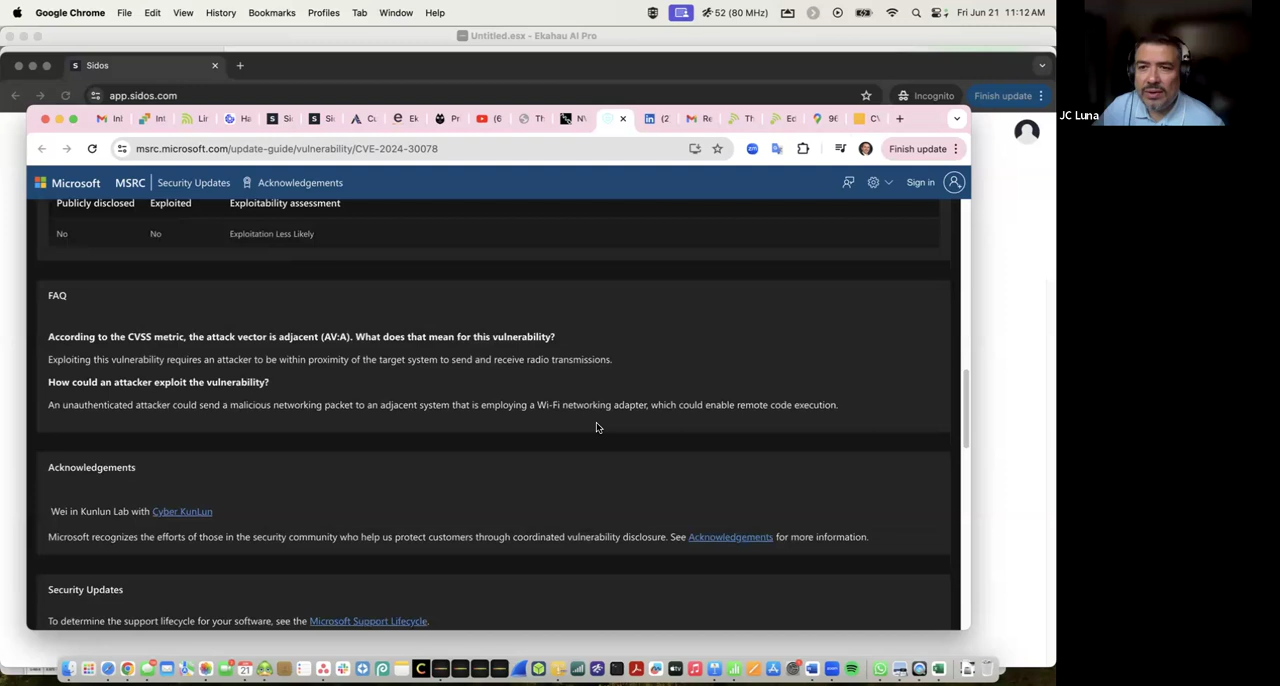 Google Chrome File Edit View History Bookmarks Profiles Tab Window Help 52 (80 MHz) Fri Jun 21 11:12 AM
Untitled.esx - Ekahau AI Pro
Sidos
app.sidos.com Incognito Finish update
msrc.microsoft.com/update-guide/vulnerability/CVE-2024-30078 Finish update
Microsoft MSRC Security Updates Acknowledgements Sign in
Publicly disclosed Exploited Exploitability assessment
No No Exploitation Less Likely
FAQ
According to the CVSS metric, the attack vector is adjacent (AV:A). What does that mean for this vulnerability?
Exploiting this vulnerability requires an attacker to be within proximity of the target system to send and receive radio transmissions.
How could an attacker exploit the vulnerability?
An unauthenticated attacker could send a malicious networking packet to an adjacent system that is employing a Wi-Fi networking adapter, which could enable remote code execution.
Acknowledgements
Wei in Kunlun Lab with Cyber KunLun
Microsoft recognizes the efforts of those in the security community who help us protect customers through coordinated vulnerability disclosure. See Acknowledgements for more information.
Security Updates
To determine the support lifecycle for your software, see the Microsoft Support Lifecycle.
JC Luna